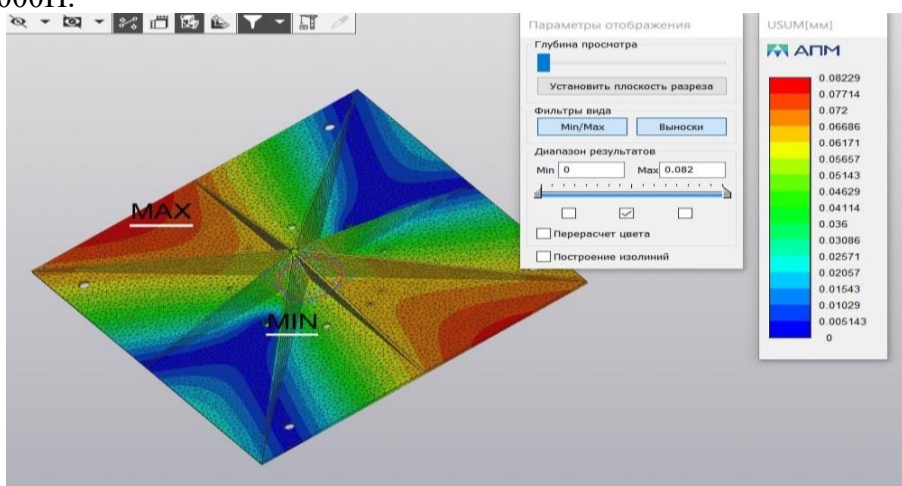 000Н.
Параметры отображения
Глубина просмотра
Установить плоскость разреза
Фильтры вида
Min/Max
Выноски
Диапазон результатов
Min 0
Max 0.082
Перерасчет цвета
Построение изолиний
USUM[мм]
АПМ
0.08229
0.07714
0.072
0.06686
0.06171
0.05657
0.05143
0.04629
0.04114
0.036
0.03086
0.02571
0.02057
0.01543
0.01029
0.005143
0
MAX
MIN